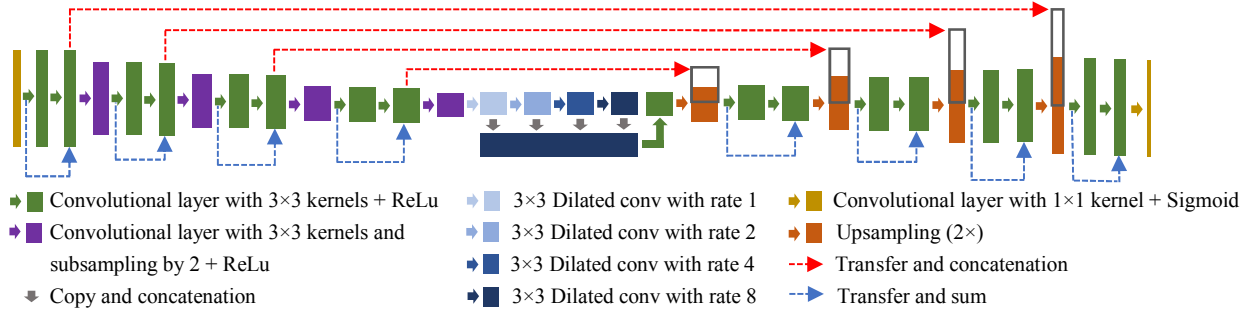 Convolutional layer with 3×3 kernels + ReLu
Convolutional layer with 3×3 kernels and
subsampling by 2 + ReLu
Copy and concatenation
3×3 Dilated conv with rate 1
3×3 Dilated conv with rate 2
3×3 Dilated conv with rate 4
3×3 Dilated conv with rate 8
Convolutional layer with 1×1 kernel + Sigmoid
Upsampling (2×)
Transfer and concatenation
Transfer and sum